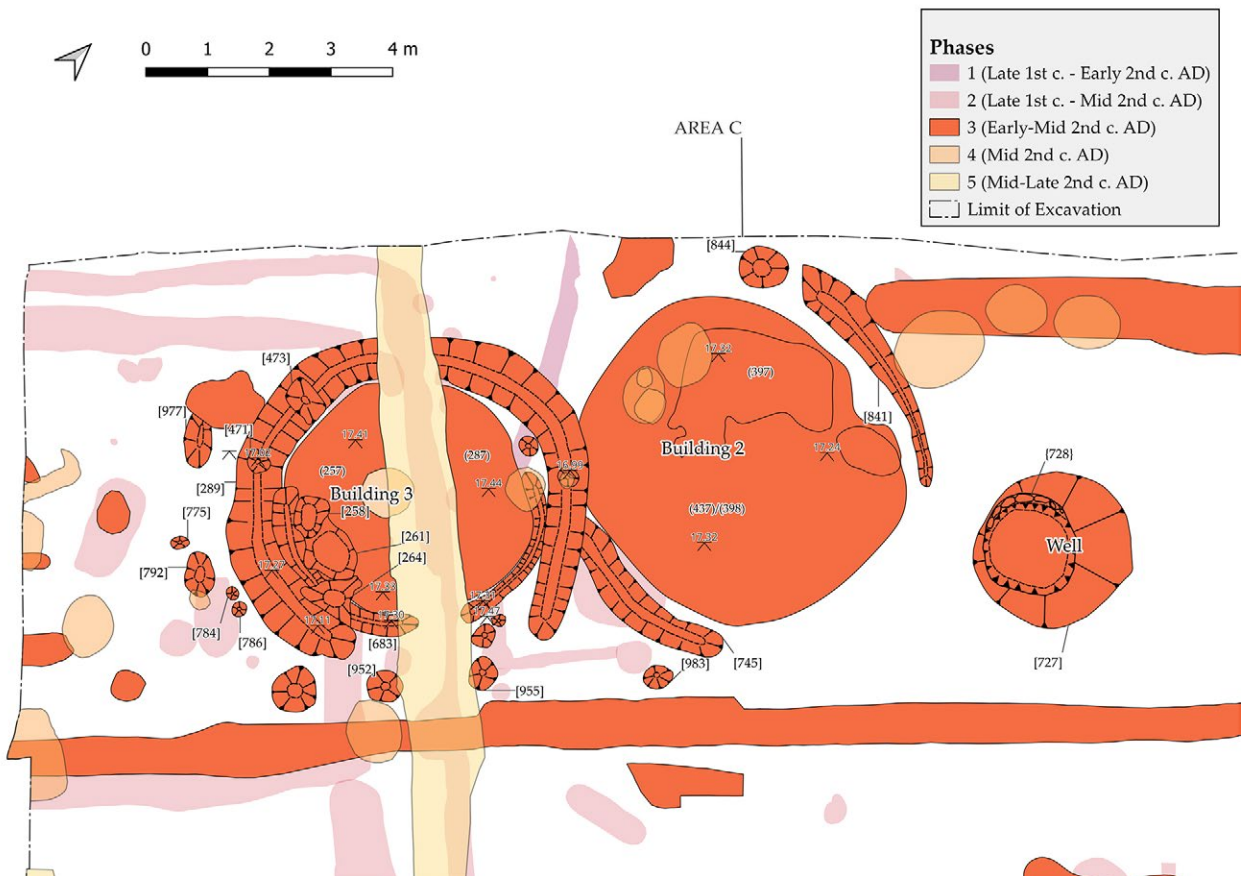 0 1 2 3 4 m
Phases
1 (Late 1st c. - Early 2nd c. AD)
2 (Late 1st c. - Mid 2nd c. AD)
3 (Early-Mid 2nd c. AD)
4 (Mid 2nd c. AD)
5 (Mid-Late 2nd c. AD)
Limit of Excavation
AREA C
[844]
[473]
17.22
(397)
[977]
[471]
17.41
[841]
(257)
(287)
Building 2
17.24
[728]
[289]
Building 3
17.44
[258]
(437)/(398)
[775]
[261]
17.32
Well
[264]
[792]
[784]
[786]
17.47
[683]
[952]
[983]
[745]
[727]
[955]